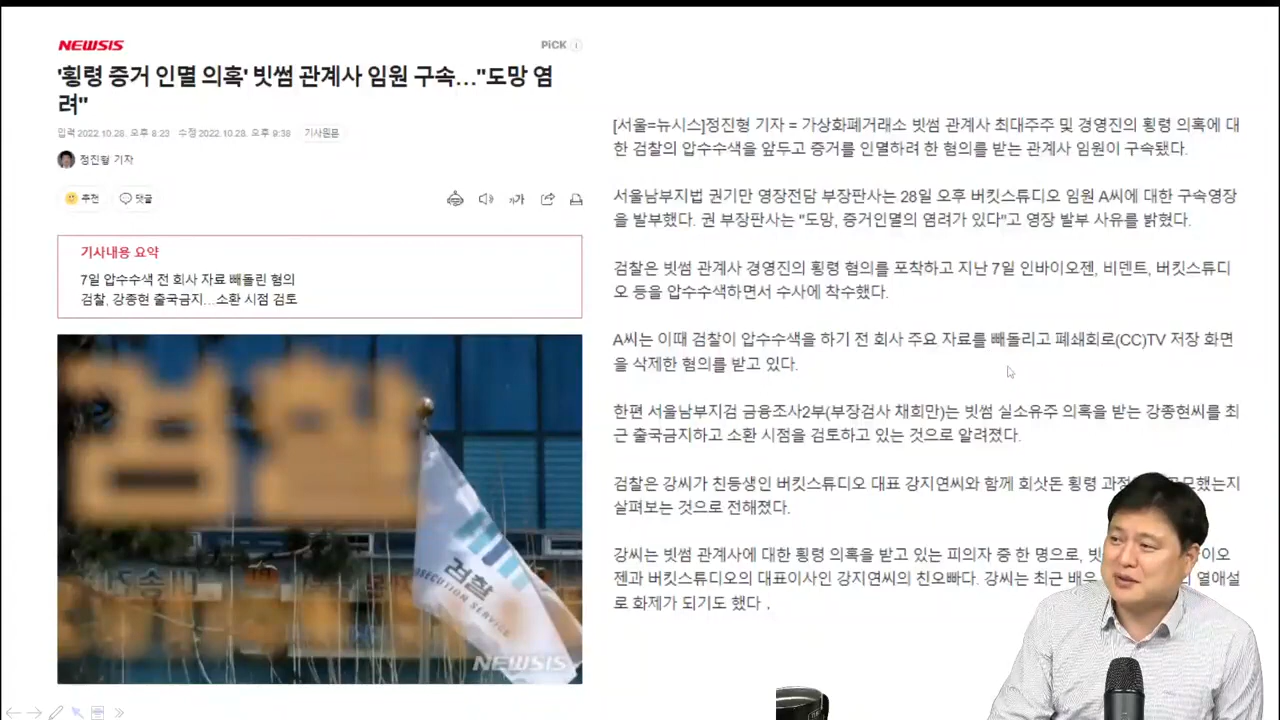 NEWSIS
PiCK
'횡령 증거 인멸 의혹' 빗썸 관계사 임원 구속…"도망 염
려"
입력 2022.10.28. 오후 8:23 수정 2022.10.28. 오후 9:38 기사원문
정진형 기자
추천 댓글
가가
기사내용 요약
7일 압수수색 전 회사 자료 빼돌린 혐의
검찰, 강종현 출국금지…소환 시점 검토
검찰
PROSECUTION SERVICE
NEWSIS
[서울=뉴시스]정진형 기자 = 가상화폐거래소 빗썸 관계사 최대주주 및 경영진의 횡령 의혹에 대
한 검찰의 압수수색을 앞두고 증거를 인멸하려 한 혐의를 받는 관계사 임원이 구속됐다.
서울남부지법 권기만 영장전담 부장판사는 28일 오후 버킷스튜디오 임원 A씨에 대한 구속영장
을 발부했다. 권 부장판사는 "도망, 증거인멸의 염려가 있다"고 영장 발부 사유를 밝혔다.
검찰은 빗썸 관계사 경영진의 횡령 혐의를 포착하고 지난 7일 인바이오젠, 비덴트, 버킷스튜디
오 등을 압수수색하면서 수사에 착수했다.
A씨는 이때 검찰이 압수수색을 하기 전 회사 주요 자료를 빼돌리고 폐쇄회로(CC)TV 저장 화면
을 삭제한 혐의를 받고 있다.
한편 서울남부지검 금융조사2부(부장검사 채희만)는 빗썸 실소유주 의혹을 받는 강종현씨를 최
근 출국금지하고 소환 시점을 검토하고 있는 것으로 알려졌다.
검찰은 강씨가 친동생인 버킷스튜디오 대표 강지연씨와 함께 회삿돈 횡령 과정 했는지
살펴보는 것으로 전해졌다.
강씨는 빗썸 관계사에 대한 횡령 의혹을 받고 있는 피의자 중 한 명으로, 이오
젠과 버킷스튜디오의 대표이사인 강지연씨의 친오빠다. 강씨는 최근 배우 열애설
로 화제가 되기도 했다 .